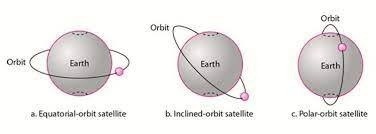 Orbit
Earth
a. Equatorial-orbit satellite
Orbit
Earth
b. Inclined-orbit satellite
Orbit
Earth
c. Polar-orbit satellite